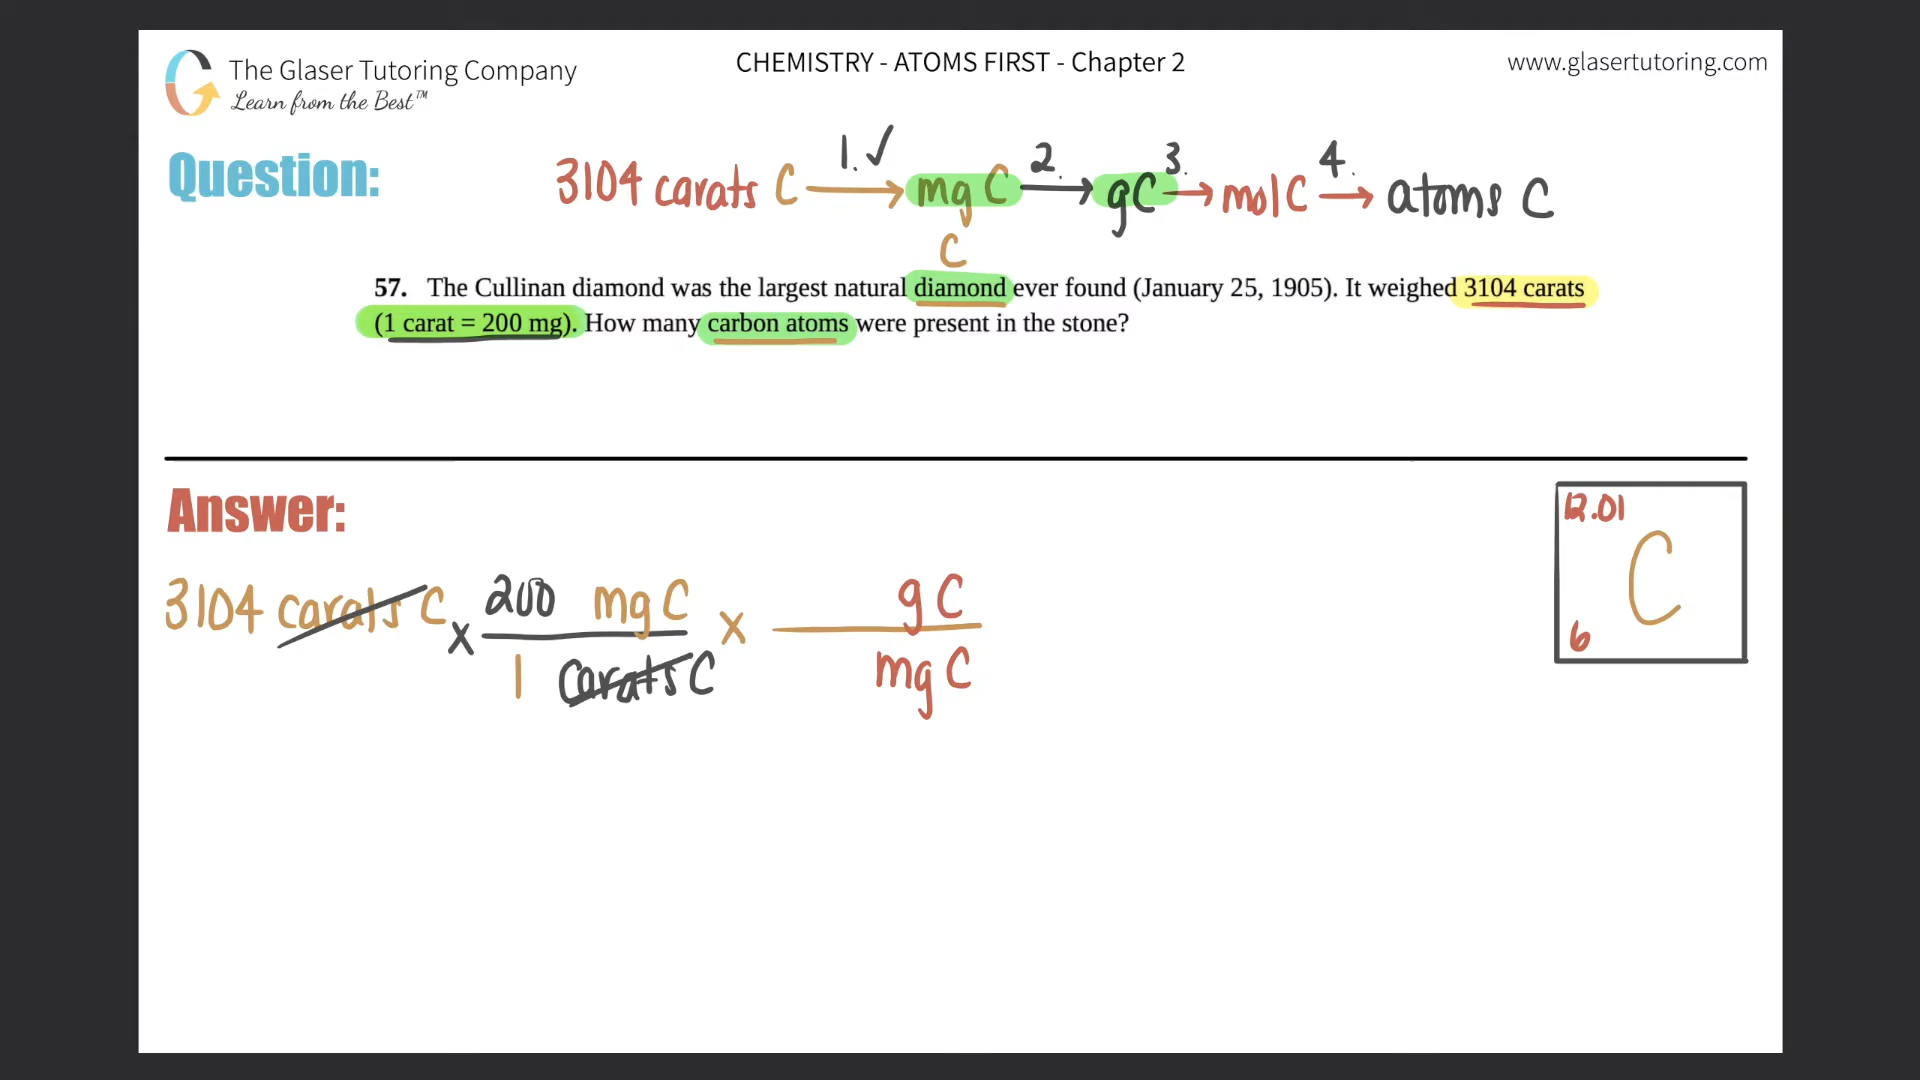 The Glaser Tutoring Company
Learn from the Best™
CHEMISTRY - ATOMS FIRST - Chapter 2
www.glasertutoring.com
Question:
1. ✓ 2. 3. 4.
3104 carats C → mg C → g C → mol C → atoms C
C
57. The Cullinan diamond was the largest natural diamond ever found (January 25, 1905). It weighed 3104 carats
(1 carat = 200 mg). How many carbon atoms were present in the stone?
Answer:
12.01
C
6
3104 carats C x 200 mg C x g C
1 carats C mg C